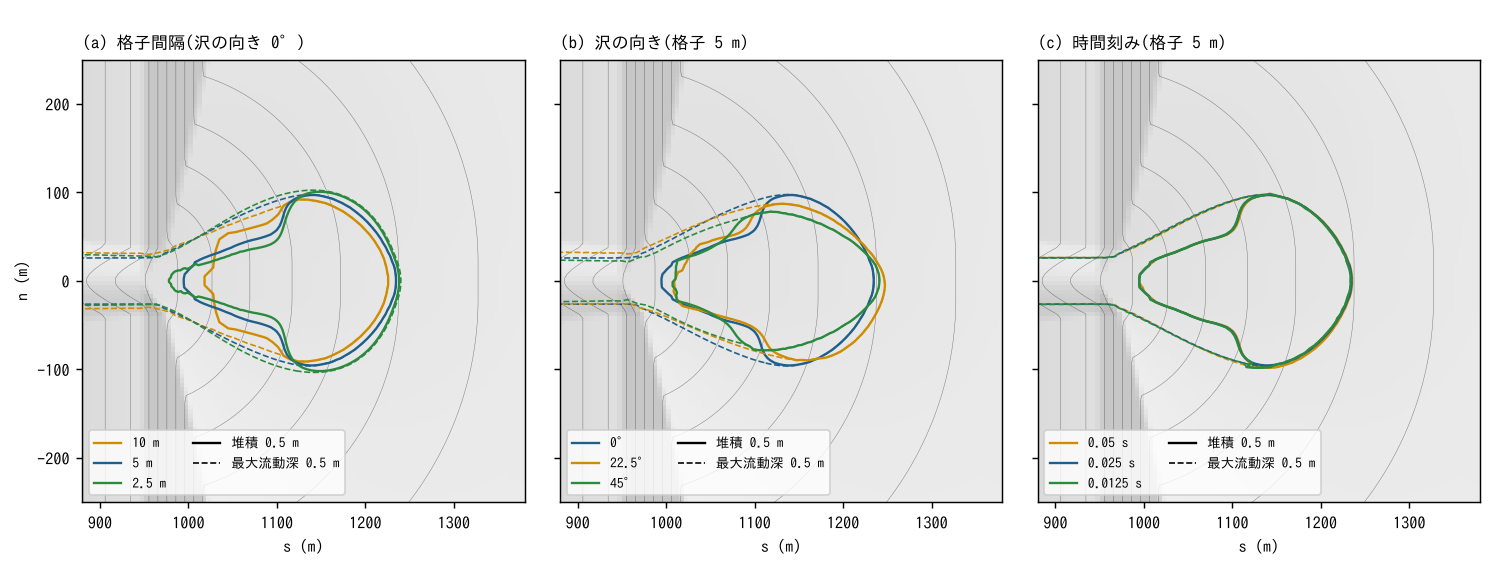 (a) 格子間隔(沢の向き 0° )
(b) 沢の向き(格子 5 m)
(c) 時間刻み(格子 5 m)
n (m)
200
100
0
-100
-200
10 m
5 m
2.5 m
堆積 0.5 m
最大流動深 0.5 m
0°
22.5°
45°
堆積 0.5 m
最大流動深 0.5 m
0.05 s
0.025 s
0.0125 s
堆積 0.5 m
最大流動深 0.5 m
900 1000 1100 1200 1300
900 1000 1100 1200 1300
900 1000 1100 1200 1300
s (m)
s (m)
s (m)